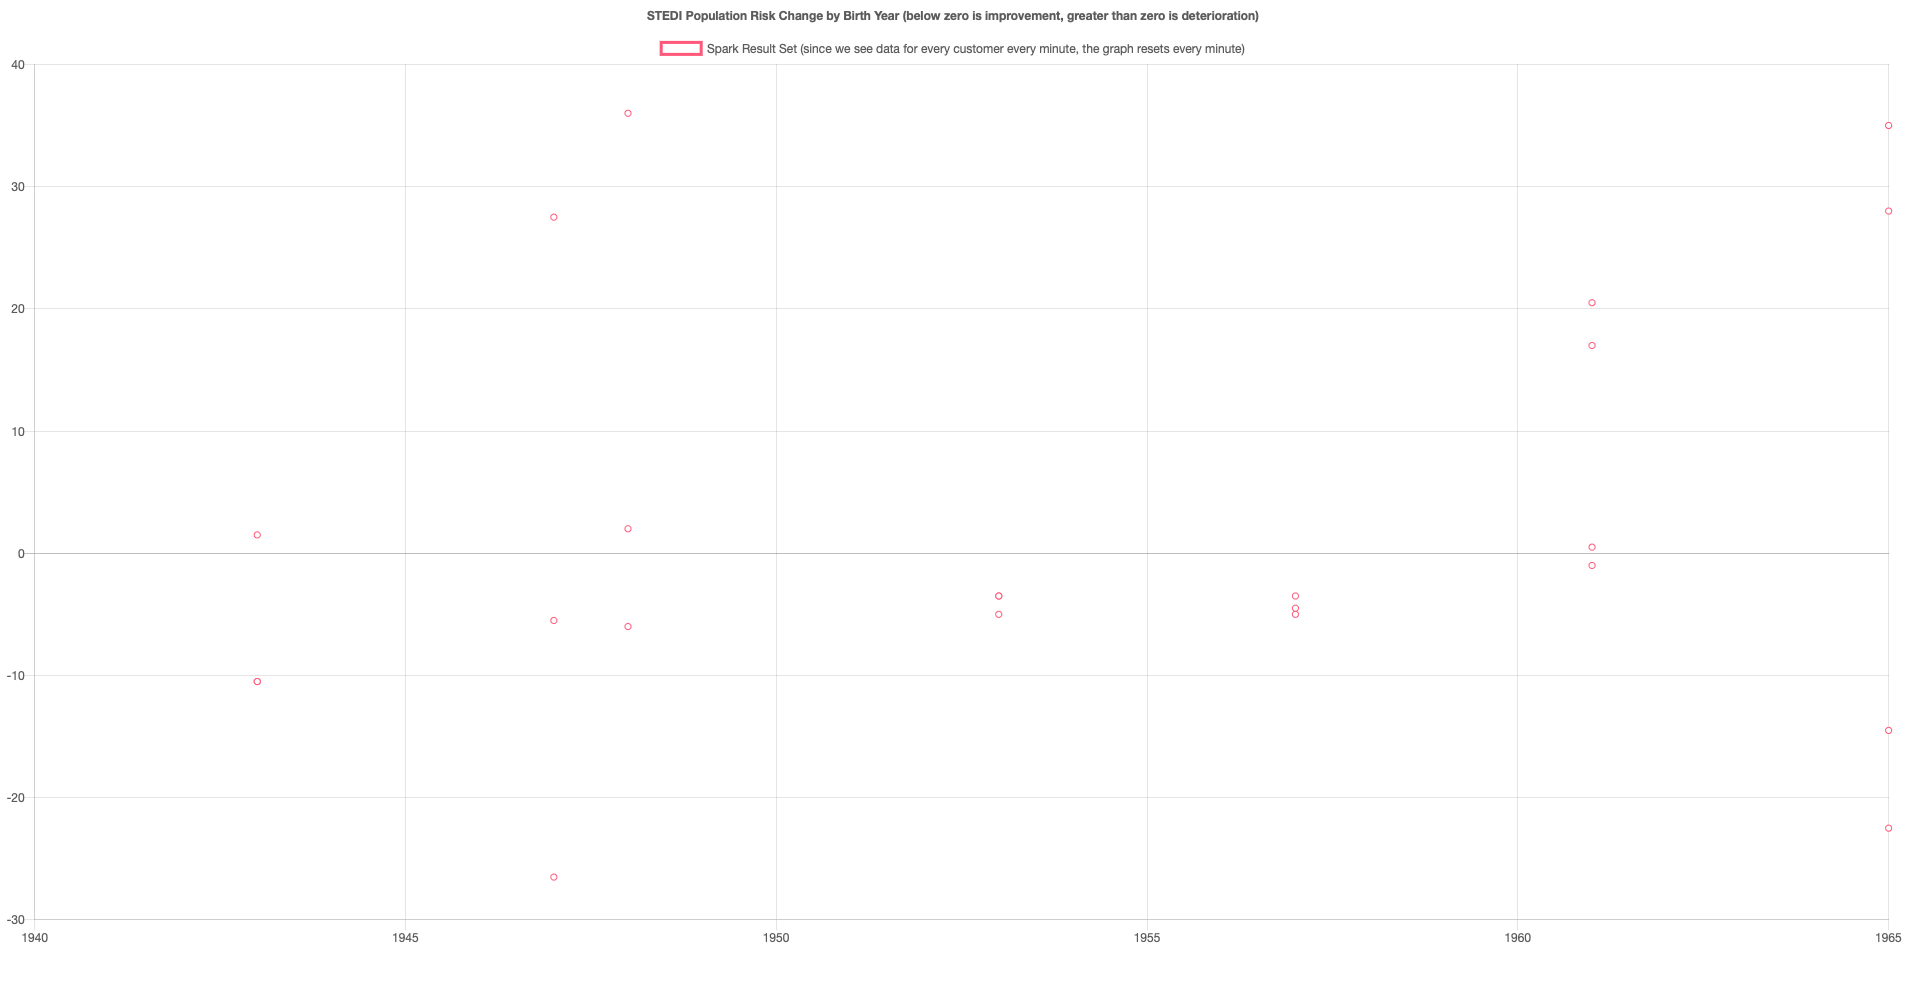 STEDI Population Risk Change by Birth Year (below zero is improvement, greater than zero is deterioration)
Spark Result Set (since we see data for every customer every minute, the graph resets every minute)
40
30
20
10
0
-10
-20
-30
1940 1945 1950 1955 1960 1965